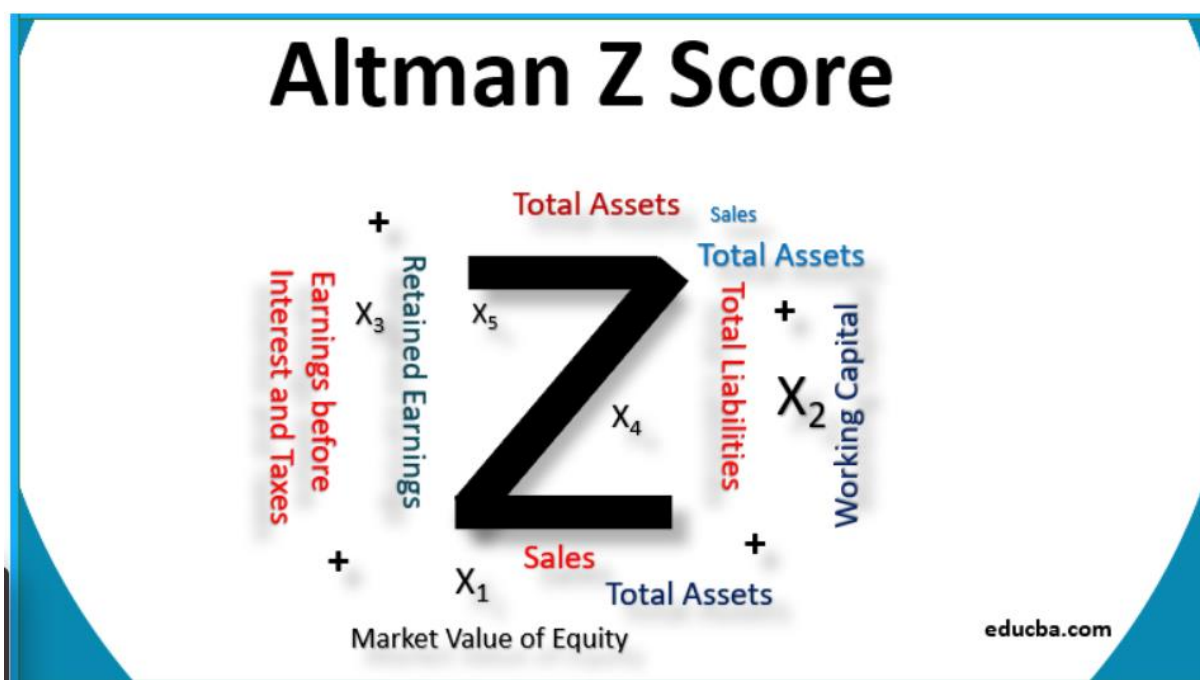 Altman Z Score
Total Assets
Sales
Total Assets
+
+
Earnings before
Interest and Taxes
X3
Retained Earnings
X5
Z
X4
Total Liabilities
X2
Working Capital
+
+
Sales
X1
Total Assets
Market Value of Equity
educba.com